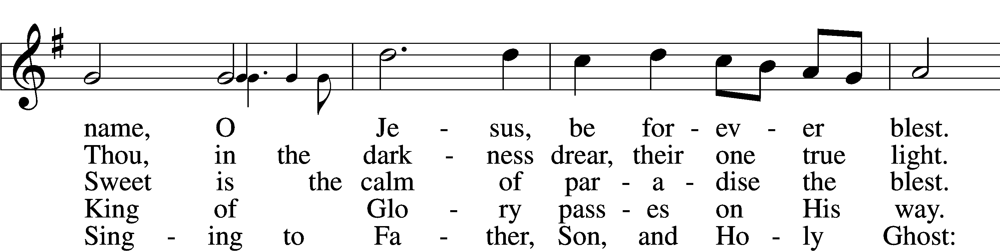 name, O Je - sus, be for - ev - er blest.
Thou, in the dark - ness drear, their one true light.
Sweet is the calm of par - a - dise the blest.
King of Glo - ry pass - es on His way.
Sing - ing to Fa - ther, Son, and Ho - ly Ghost: